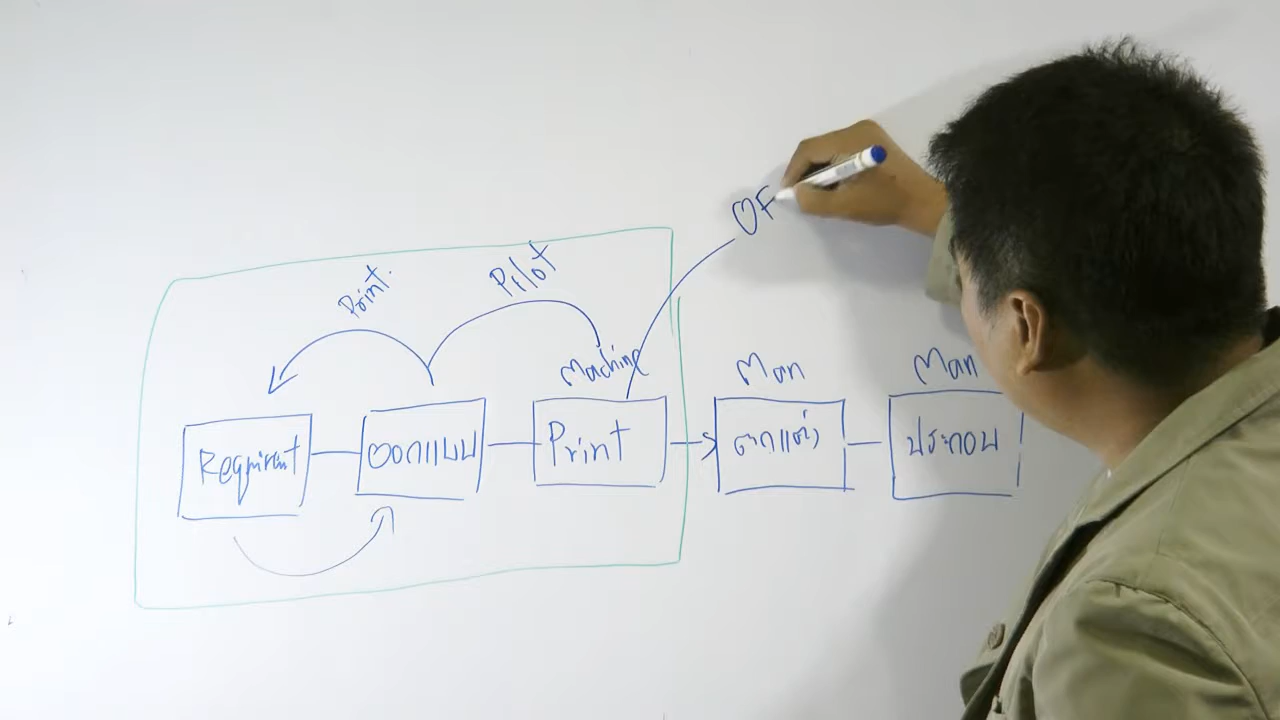 OF
Print.
Pilot
Machine
Man
Man
Requirent
ออกแบบ
Print
ตกแต่ง
ประกอบ